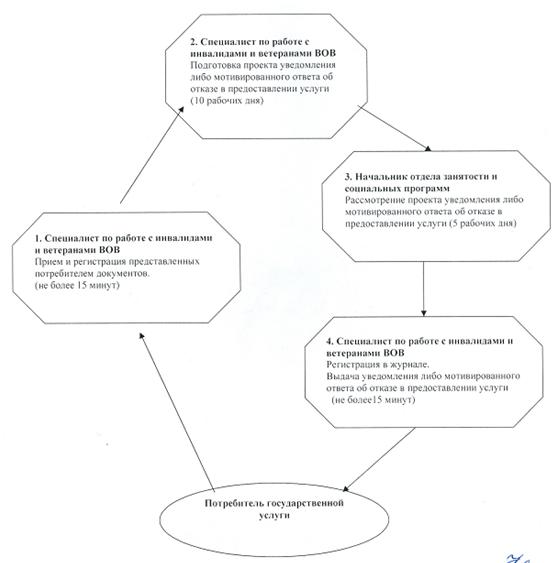 2. Специалист по работе с
инвалидами и ветеранами ВОВ
Подготовка проекта уведомления
либо мотивированного ответа об
отказе в предоставлении услуги
(10 рабочих дня)
3. Начальник отдела занятости и
социальных программ
Рассмотрение проекта уведомления либо
мотивированного ответа об отказе в
предоставлении услуги (5 рабочих дня)
1. Специалист по работе с инвалидами
и ветеранами ВОВ
Прием и регистрация представленных
потребителем документов.
(не более 15 минут)
4. Специалист по работе с инвалидами и
ветеранами ВОВ
Регистрация в журнале.
Выдача уведомления либо мотивированного
ответа об отказе в предоставлении услуги
(не более15 минут)
Потребитель государственной
услуги